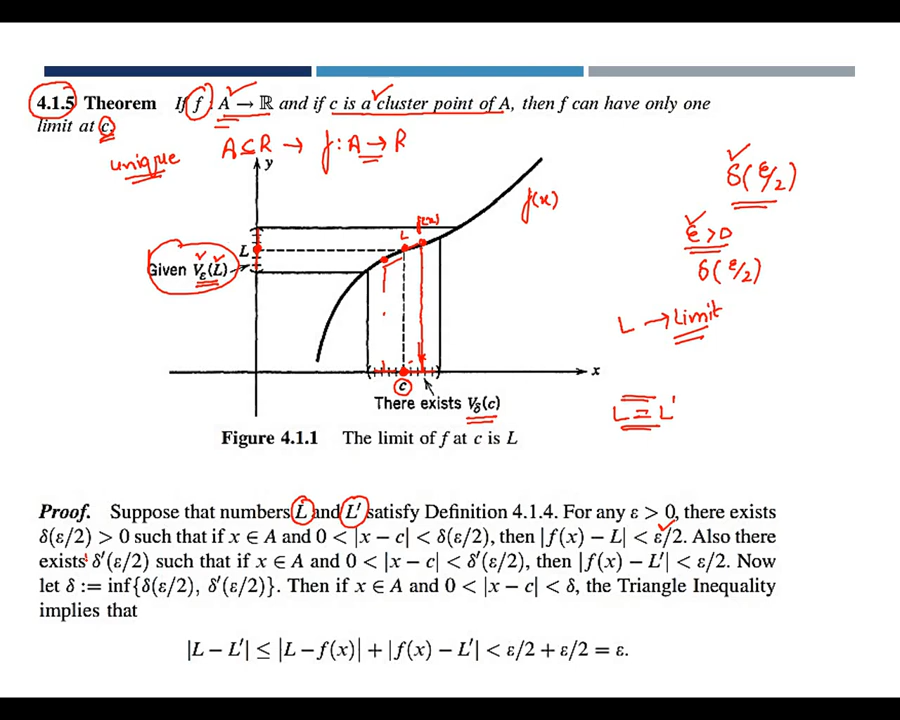 4.1.5 Theorem If f : A → ℝ and if c is a cluster point of A, then f can have only one
limit at c.
unique
A ⊆ R → f : A → R
y
δ(ε/2)
f(x)
f(x)
L
ε > 0
L
Given Vε(L)
δ(ε/2)
L → Limit
x
c
There exists Vδ(c)
L = L'
Figure 4.1.1 The limit of f at c is L
Proof. Suppose that numbers L and L' satisfy Definition 4.1.4. For any ε > 0, there exists
δ(ε/2) > 0 such that if x ∈ A and 0 < |x − c| < δ(ε/2), then |f(x) − L| < ε/2. Also there
exists δ'(ε/2) such that if x ∈ A and 0 < |x − c| < δ'(ε/2), then |f(x) − L'| < ε/2. Now
let δ := inf{δ(ε/2), δ'(ε/2)}. Then if x ∈ A and 0 < |x − c| < δ, the Triangle Inequality
implies that
|L − L'| ≤ |L − f(x)| + |f(x) − L'| < ε/2 + ε/2 = ε.